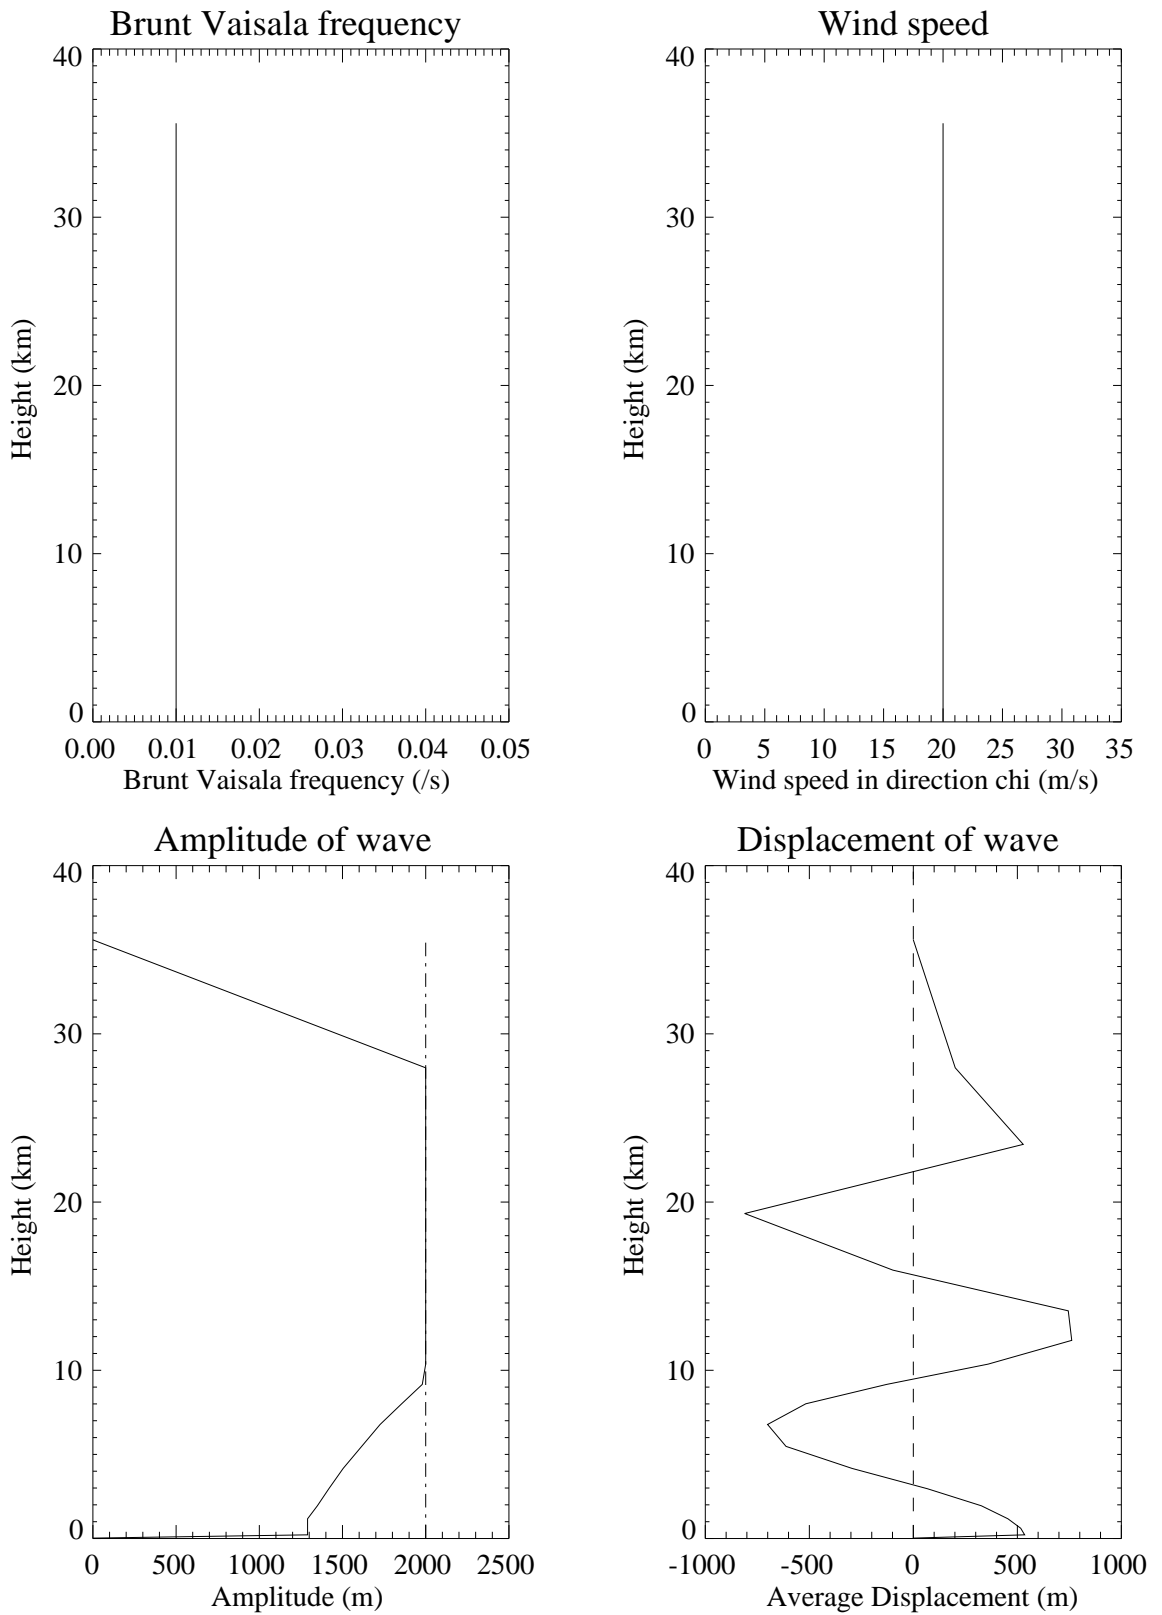 Brunt Vaisala frequency
40
30
20
10
0
Height (km)
0.00 0.01 0.02 0.03 0.04 0.05
Brunt Vaisala frequency (/s)
Wind speed
40
30
20
10
0
Height (km)
0 5 10 15 20 25 30 35
Wind speed in direction chi (m/s)
Amplitude of wave
40
30
20
10
0
Height (km)
0 500 1000 1500 2000 2500
Amplitude (m)
Displacement of wave
40
30
20
10
0
Height (km)
-1000 -500 0 500 1000
Average Displacement (m)